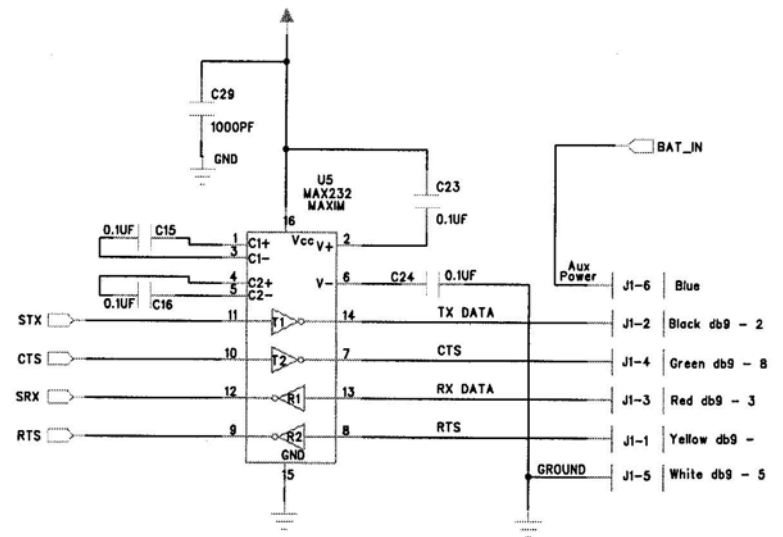 C29
1000PF
GND
BAT_IN
U5
MAX232
MAXIM
C23
0.1UF
16
0.1UF C15
1 C1+ Vcc V+ 2
3 C1-
Aux
Power
4 C2+ V- 6 C24 0.1UF
5 C2-
J1-6 Blue
0.1UF C16
STX 11 T1 14 TX DATA J1-2 Black db9 - 2
CTS 10 T2 7 CTS J1-4 Green db9 - 8
SRX 12 R1 13 RX DATA J1-3 Red db9 - 3
RTS 9 R2 8 RTS J1-1 Yellow db9 -
GND
15
GROUND J1-5 White db9 - 5